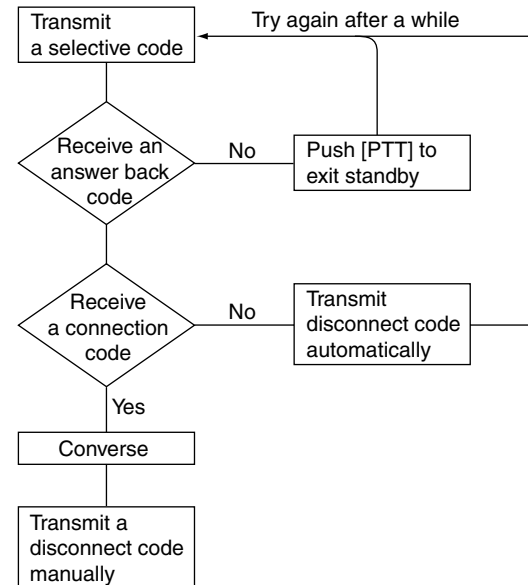 Transmit
a selective code
Try again after a while
Receive an
answer back
code
No
Push [PTT] to
exit standby
Receive
a connection
code
No
Transmit
disconnect code
automatically
Yes
Converse
Transmit a
disconnect code
manually